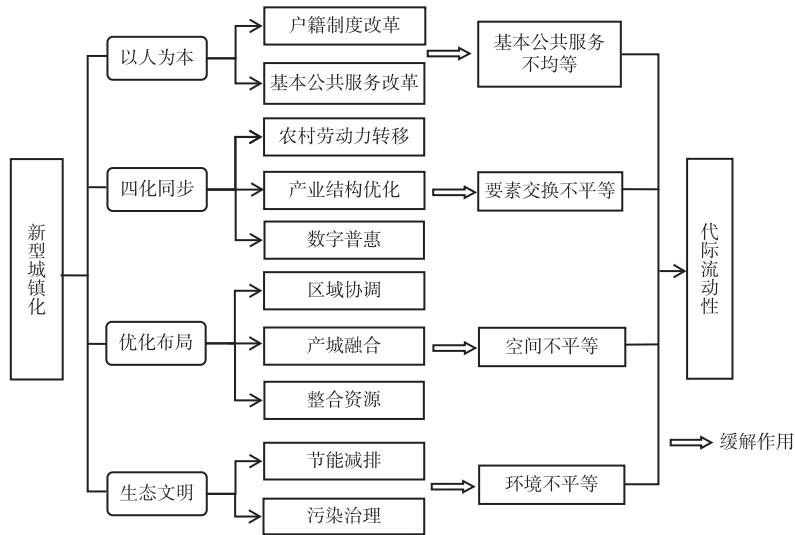 新型城镇化
以人为本
户籍制度改革
基本公共服务改革
基本公共服务
不均等
四化同步
农村劳动力转移
产业结构优化
数字普惠
要素交换不平等
优化布局
区域协调
产城融合
整合资源
空间不平等
生态文明
节能减排
污染治理
环境不平等
代际流动性
缓解作用